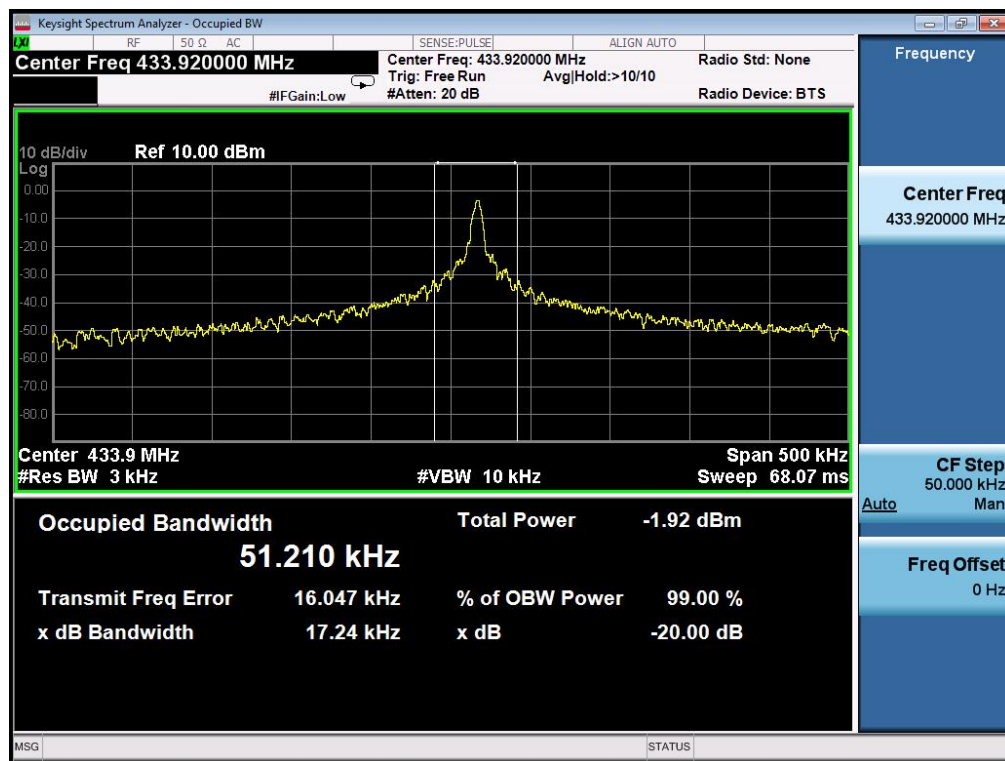 Keysight Spectrum Analyzer - Occupied BW
LXI RF 50 Ω AC SENSE:PULSE ALIGN AUTO
Center Freq 433.920000 MHz
Center Freq: 433.920000 MHz Radio Std: None
Trig: Free Run Avg|Hold:>10/10
#IFGain:Low #Atten: 20 dB Radio Device: BTS
10 dB/div Ref 10.00 dBm
Log
0.00
-10.0
-20.0
-30.0
-40.0
-50.0
-60.0
-70.0
-80.0
Center 433.9 MHz Span 500 kHz
#Res BW 3 kHz #VBW 10 kHz Sweep 68.07 ms
Occupied Bandwidth Total Power -1.92 dBm
51.210 kHz
Transmit Freq Error 16.047 kHz % of OBW Power 99.00 %
x dB Bandwidth 17.24 kHz x dB -20.00 dB
MSG STATUS
Frequency
Center Freq
433.920000 MHz
CF Step
50.000 kHz
Auto Man
Freq Offset
0 Hz